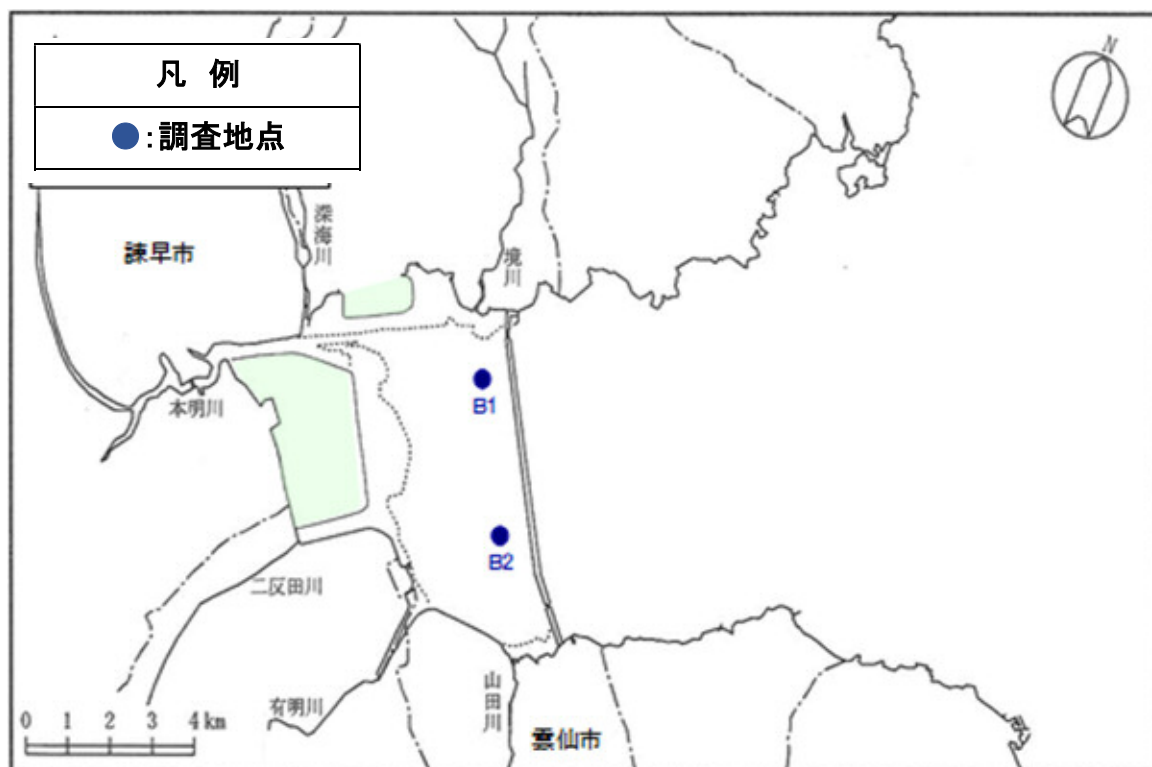 凡 例
●:調査地点
N
諫早市
深海川
境川
本明川
B1
B2
二反田川
有明川
山田川
雲仙市
0 1 2 3 4km